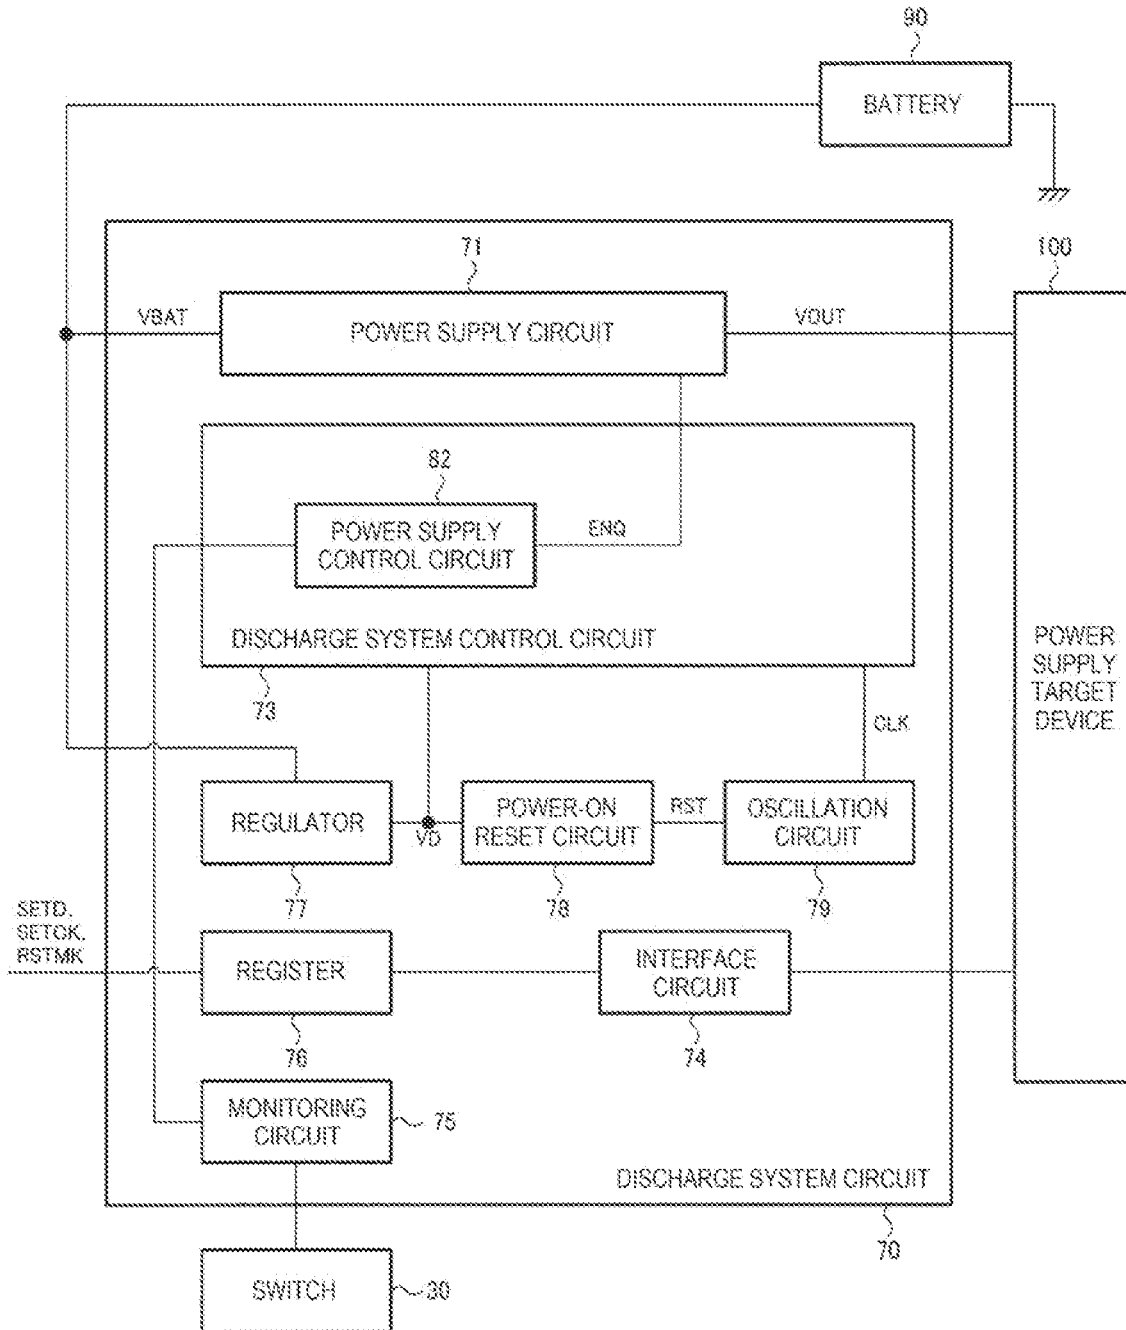 90
BATTERY
71
100
VBAT
POWER SUPPLY CIRCUIT
VOUT
82
POWER SUPPLY
CONTROL CIRCUIT
ENQ
DISCHARGE SYSTEM CONTROL CIRCUIT
73
POWER
SUPPLY
TARGET
DEVICE
CLK
REGULATOR
VD
POWER-ON
RESET CIRCUIT
RST
OSCILLATION
CIRCUIT
77
78
79
SETD,
SETCK,
RSTMK
REGISTER
INTERFACE
CIRCUIT
76
74
MONITORING
CIRCUIT
75
DISCHARGE SYSTEM CIRCUIT
70
SWITCH
30